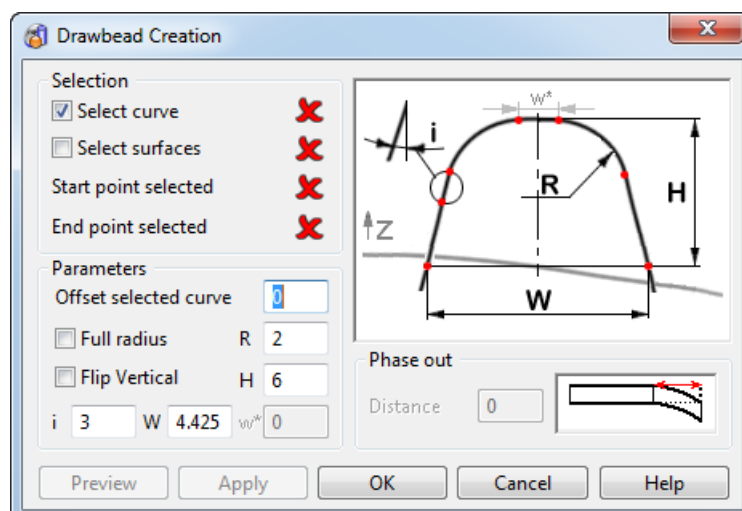 Drawbead Creation
Selection
Select curve
Select surfaces
Start point selected
End point selected
Parameters
Offset selected curve 0
Full radius R 2
Flip Vertical H 6
i 3 W 4.425 w* 0
w*
i
R
H
Z
W
Phase out
Distance 0
Preview Apply OK Cancel Help